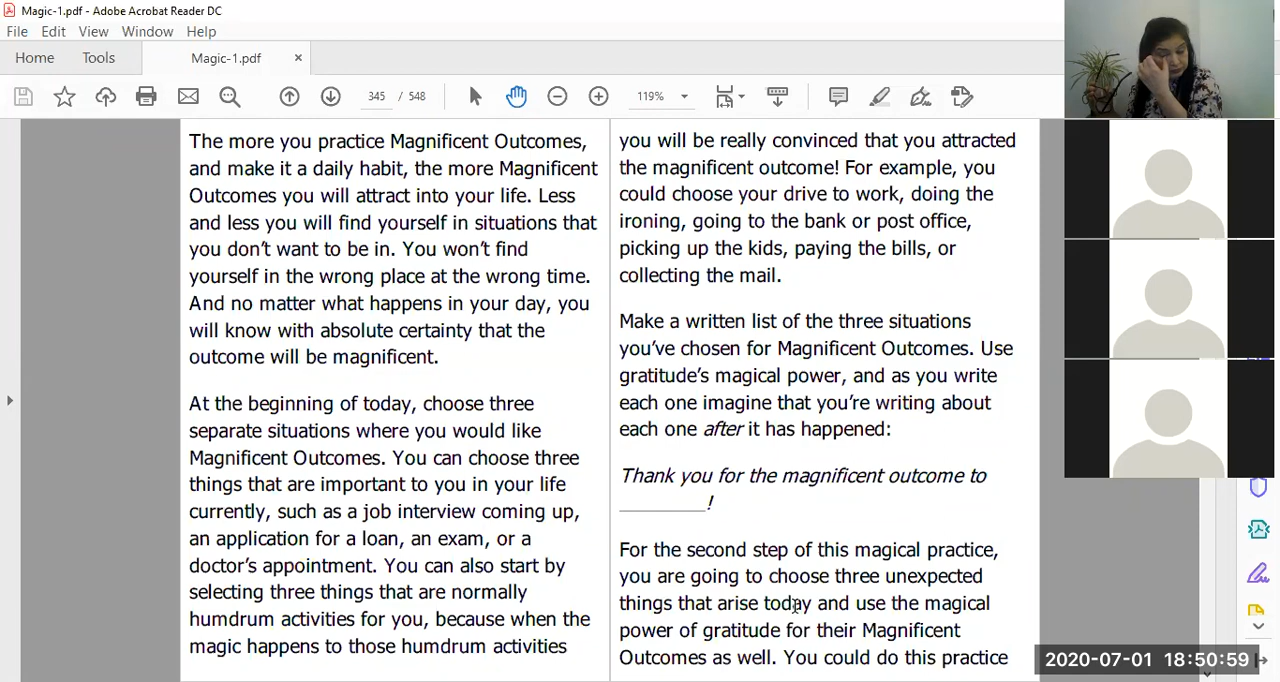 Magic-1.pdf - Adobe Acrobat Reader DC
File Edit View Window Help
Home Tools Magic-1.pdf ×
345 / 548 119%
The more you practice Magnificent Outcomes,
and make it a daily habit, the more Magnificent
Outcomes you will attract into your life. Less
and less you will find yourself in situations that
you don’t want to be in. You won’t find
yourself in the wrong place at the wrong time.
And no matter what happens in your day, you
will know with absolute certainty that the
outcome will be magnificent.
At the beginning of today, choose three
separate situations where you would like
Magnificent Outcomes. You can choose three
things that are important to you in your life
currently, such as a job interview coming up,
an application for a loan, an exam, or a
doctor’s appointment. You can also start by
selecting three things that are normally
humdrum activities for you, because when the
magic happens to those humdrum activities
you will be really convinced that you attracted
the magnificent outcome! For example, you
could choose your drive to work, doing the
ironing, going to the bank or post office,
picking up the kids, paying the bills, or
collecting the mail.
Make a written list of the three situations
you’ve chosen for Magnificent Outcomes. Use
gratitude’s magical power, and as you write
each one imagine that you’re writing about
each one after it has happened:
Thank you for the magnificent outcome to
________!
For the second step of this magical practice,
you are going to choose three unexpected
things that arise today and use the magical
power of gratitude for their Magnificent
Outcomes as well. You could do this practice
2020-07-01 18:50:59